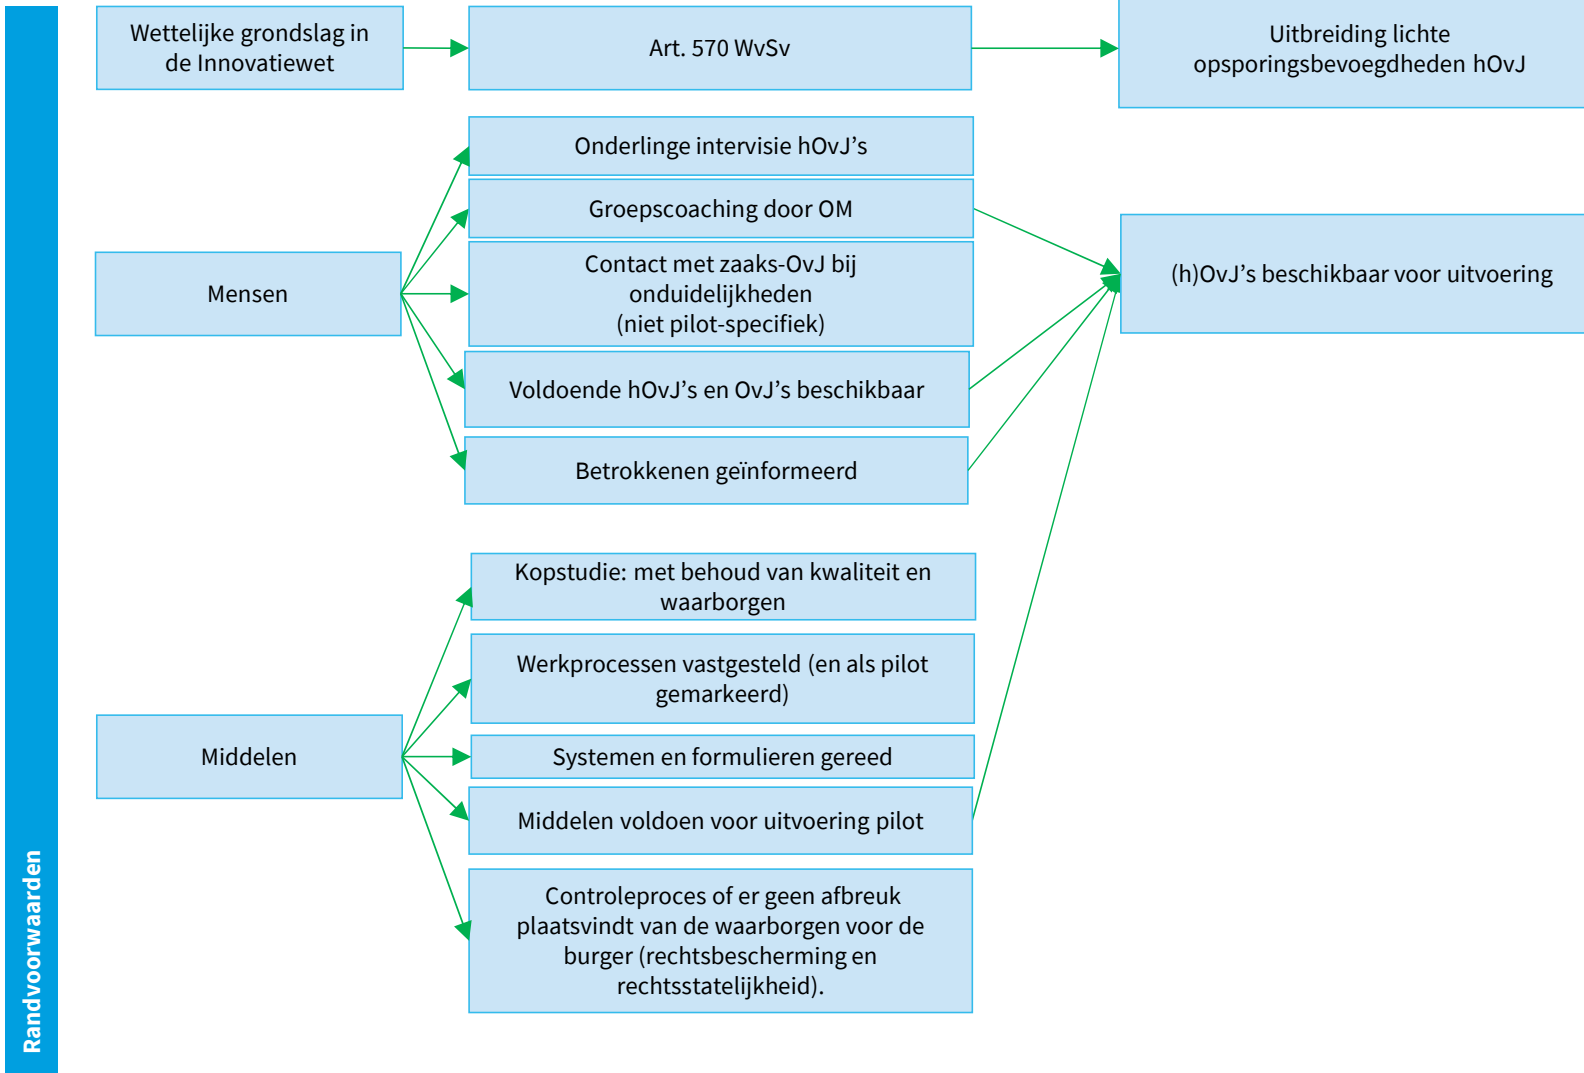 Wettelijke grondslag in
de Innovatiewet
Art. 570 WvSv
Uitbreiding lichte
opsporingsbevoegdheden hOvJ
Mensen
Onderlinge intervisie hOvJ’s
Groepscoaching door OM
Contact met zaaks-OvJ bij
onduidelijkheden
(niet pilot-specifiek)
Voldoende hOvJ’s en OvJ’s beschikbaar
Betrokkenen geïnformeerd
(h)OvJ’s beschikbaar voor uitvoering
Middelen
Kopstudie: met behoud van kwaliteit en
waarborgen
Werkprocessen vastgesteld (en als pilot
gemarkeerd)
Systemen en formulieren gereed
Middelen voldoen voor uitvoering pilot
Controleproces of er geen afbreuk
plaatsvindt van de waarborgen voor de
burger (rechtsbescherming en
rechtsstatelijkheid).
Randvoorwaarden